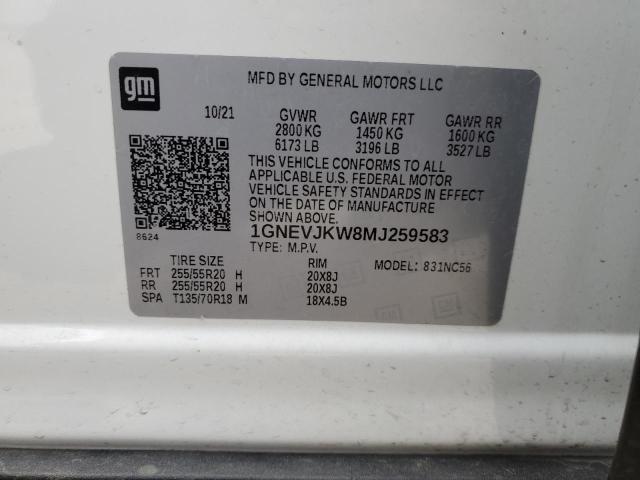 gm
MFD BY GENERAL MOTORS LLC
10/21 GVWR GAWR FRT GAWR RR
2800 KG 1450 KG 1600 KG
6173 LB 3196 LB 3527 LB
THIS VEHICLE CONFORMS TO ALL
APPLICABLE U.S. FEDERAL MOTOR
VEHICLE SAFETY STANDARDS IN EFFECT
ON THE DATE OF MANUFACTURE
SHOWN ABOVE.
8624
1GNEVJKW8MJ259583
TYPE: M.P.V.
TIRE SIZE RIM MODEL: 831NC56
FRT 255/55R20 H 20X8J
RR 255/55R20 H 20X8J
SPA T135/70R18 M 18X4.5B